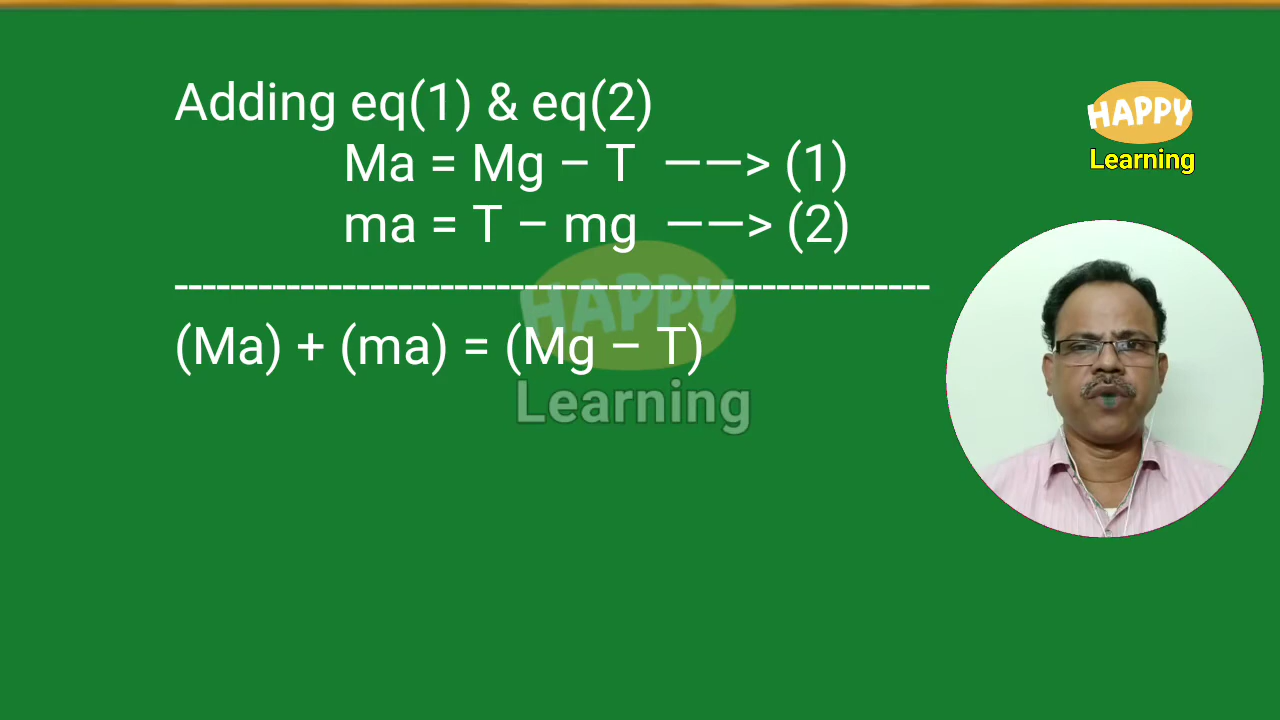 Adding eq(1) & eq(2)
Ma = Mg – T ——> (1)
ma = T – mg ——> (2)
------------------------------------------------------
(Ma) + (ma) = (Mg – T)
HAPPY
Learning
HAPPY
Learning